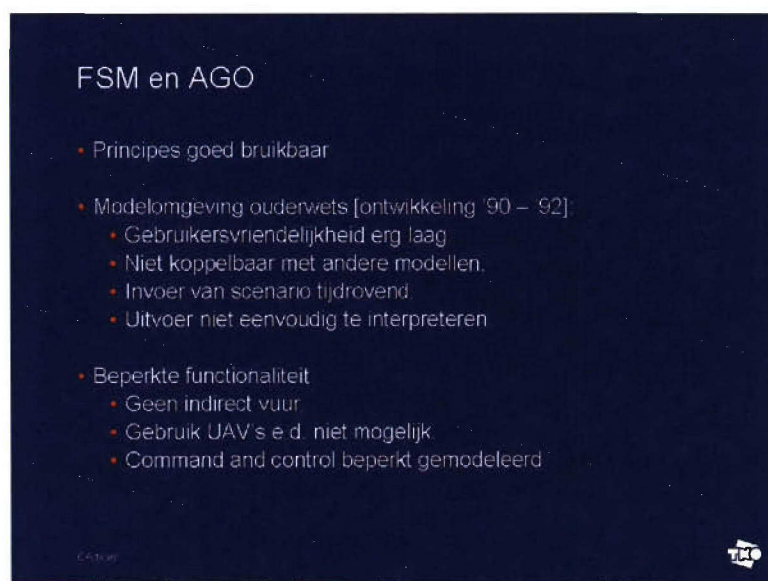 FSM en AGO
• Principes goed bruikbaar
• Modelomgeving ouderwets [ontwikkeling '90 – '92]:
• Gebruikersvriendelijkheid erg laag
• Niet koppelbaar met andere modellen.
• Invoer van scenario tijdrovend.
• Uitvoer niet eenvoudig te interpreteren
• Beperkte functionaliteit
• Geen indirect vuur
• Gebruik UAV's e.d. niet mogelijk.
• Command and control beperkt gemodeleerd
TNO